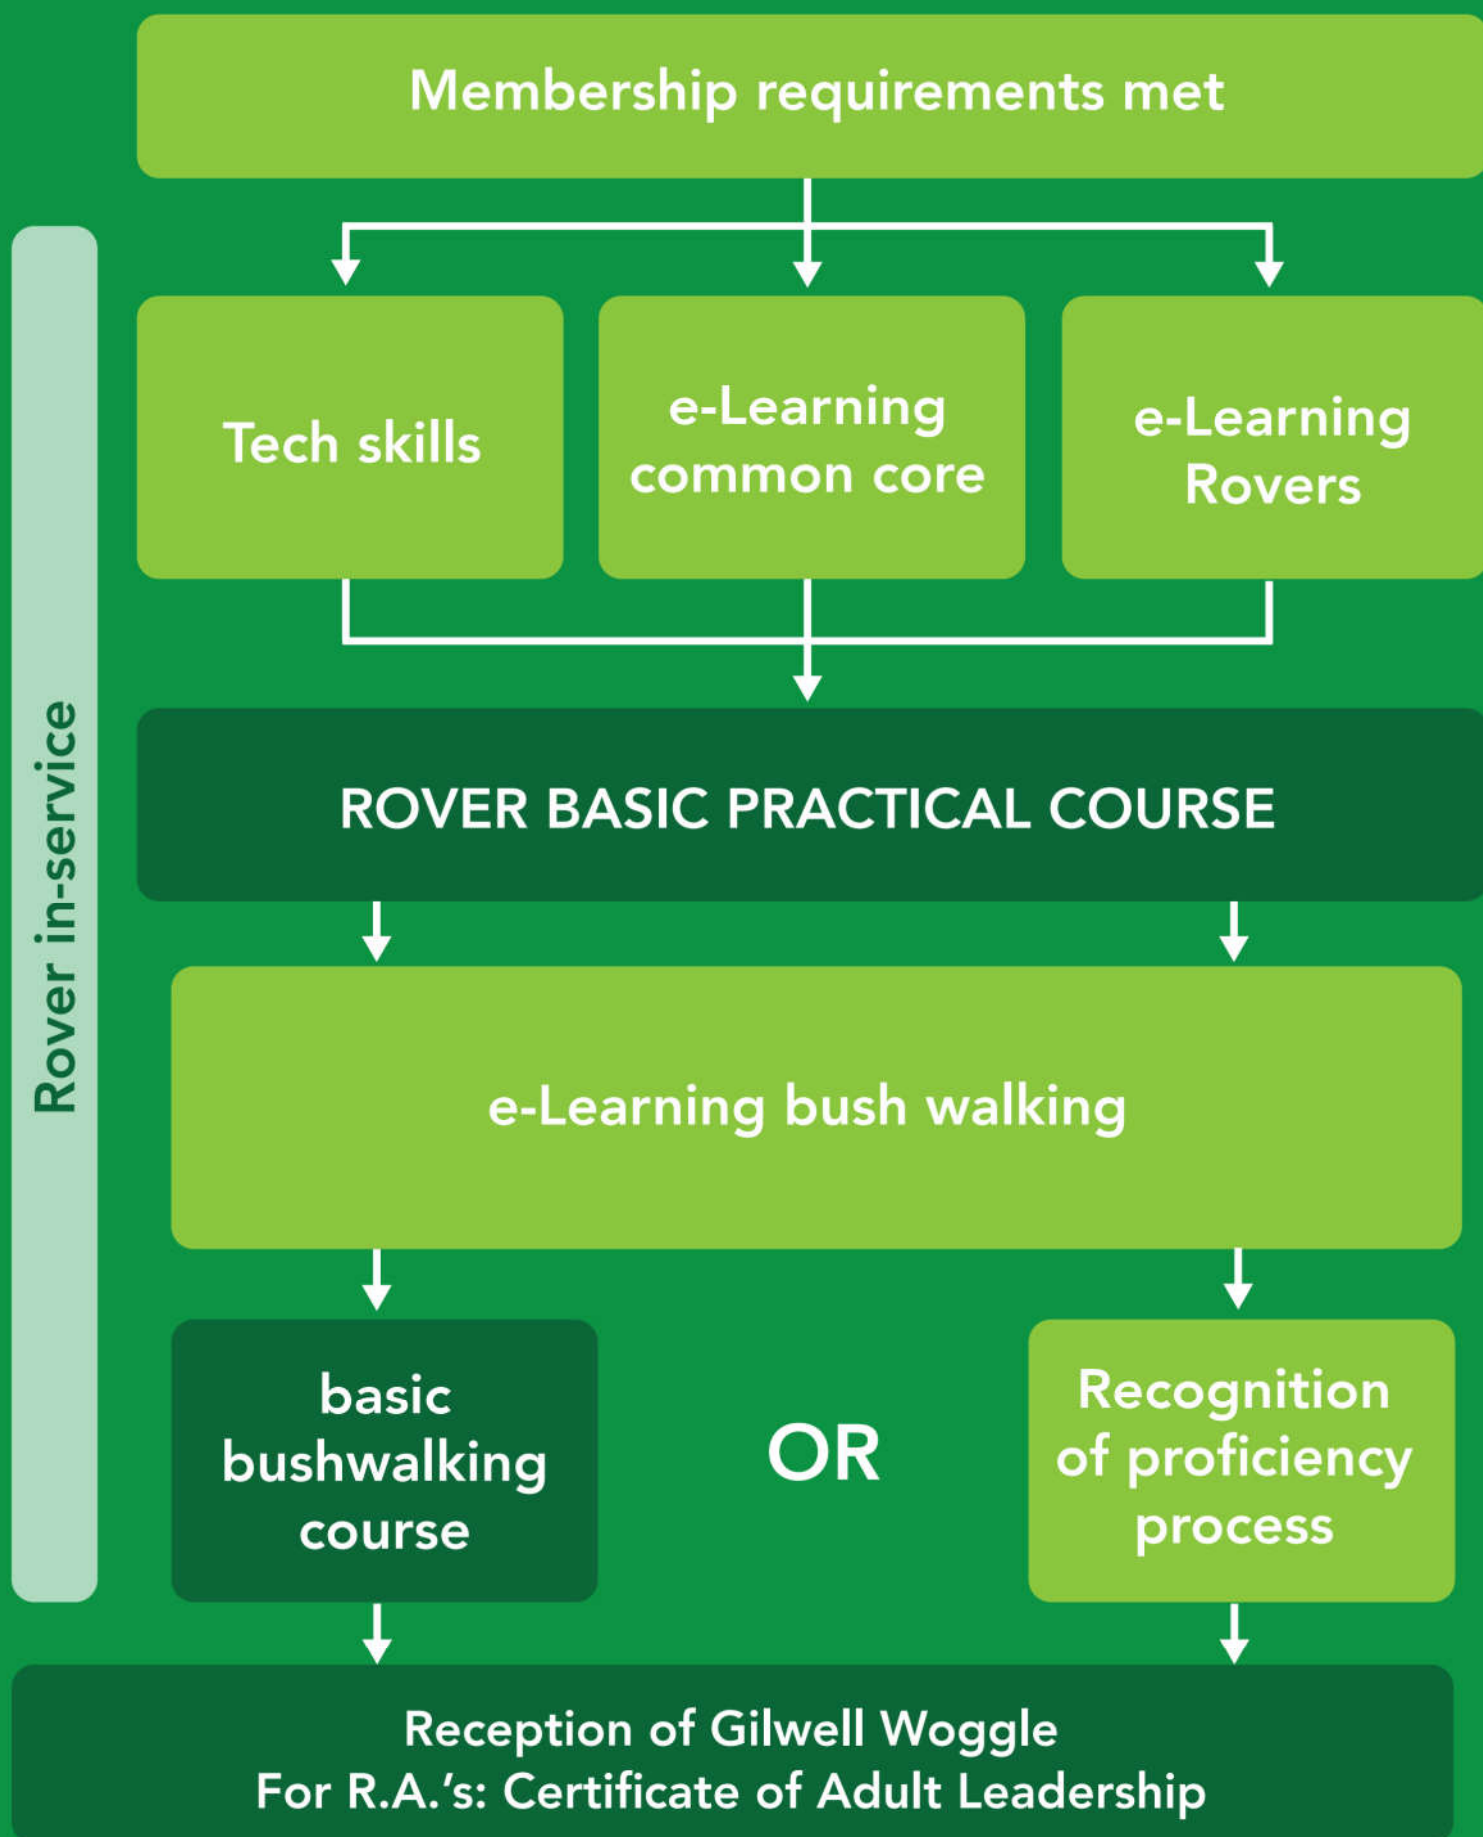 Membership requirements met
Tech skills
e-Learning
common core
e-Learning
Rovers
Rover in-service
ROVER BASIC PRACTICAL COURSE
e-Learning bush walking
basic
bushwalking
course
OR
Recognition
of proficiency
process
Reception of Gilwell Woggle
For R.A.'s: Certificate of Adult Leadership